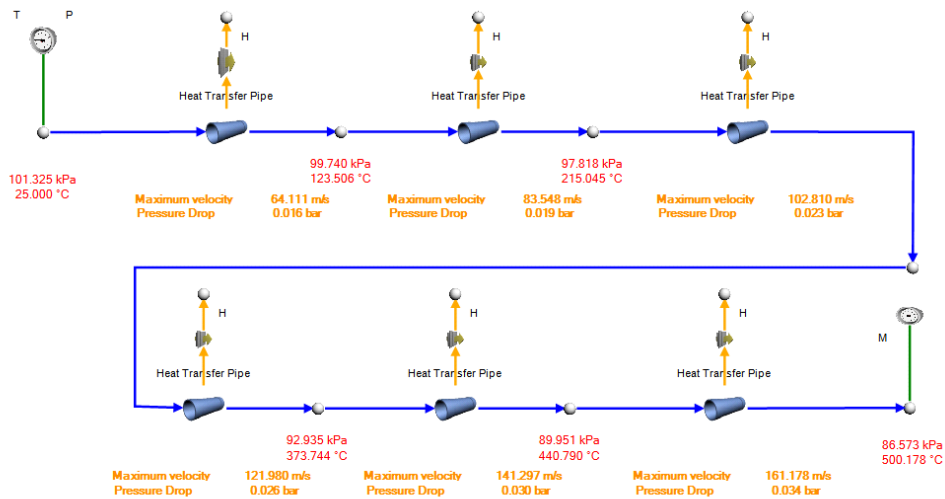 T P
H H H
Heat Transfer Pipe Heat Transfer Pipe Heat Transfer Pipe
101.325 kPa
25.000 °C
99.740 kPa
123.506 °C
97.818 kPa
215.045 °C
Maximum velocity 64.111 m/s
Pressure Drop 0.016 bar
Maximum velocity 83.548 m/s
Pressure Drop 0.019 bar
Maximum velocity 102.810 m/s
Pressure Drop 0.023 bar
H H H
M
Heat Transfer Pipe Heat Transfer Pipe Heat Transfer Pipe
92.935 kPa
373.744 °C
89.951 kPa
440.790 °C
86.573 kPa
500.178 °C
Maximum velocity 121.980 m/s
Pressure Drop 0.026 bar
Maximum velocity 141.297 m/s
Pressure Drop 0.030 bar
Maximum velocity 161.178 m/s
Pressure Drop 0.034 bar